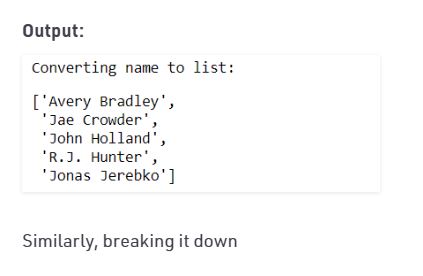 Output:
Converting name to list:
['Avery Bradley',
'Jae Crowder',
'John Holland',
'R.J. Hunter',
'Jonas Jerebko']
Similarly, breaking it down